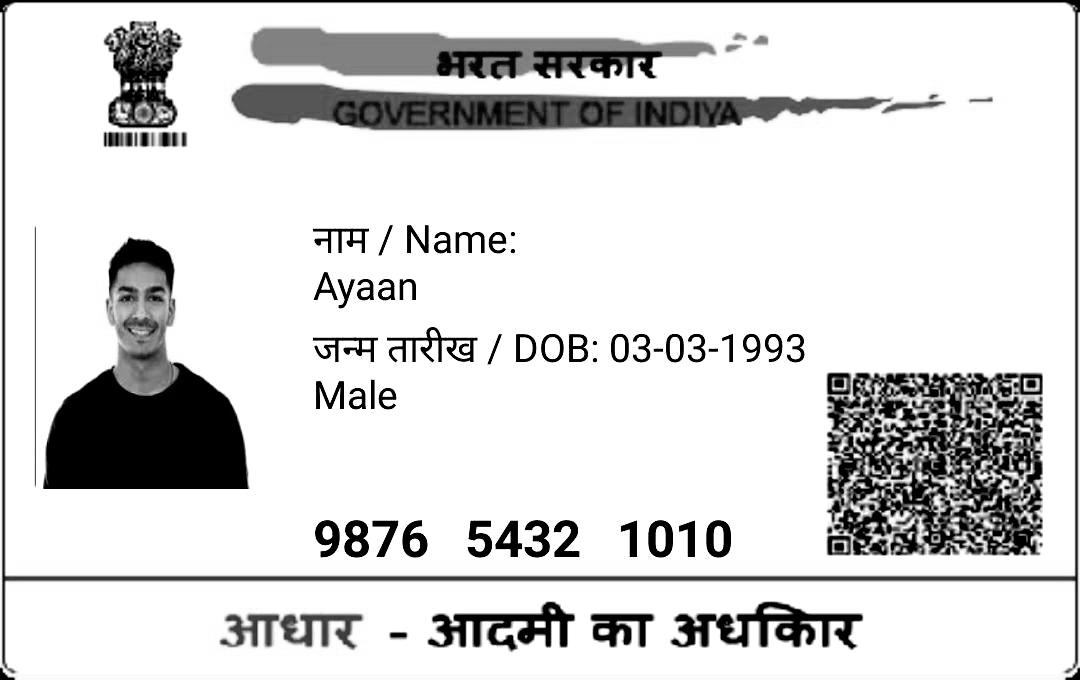 भरत सरकार
GOVERNMENT OF INDIYA
नाम / Name:
Ayaan
जन्म तारीख / DOB: 03-03-1993
Male
9876 5432 1010
आधार - आदमी का अधकिार